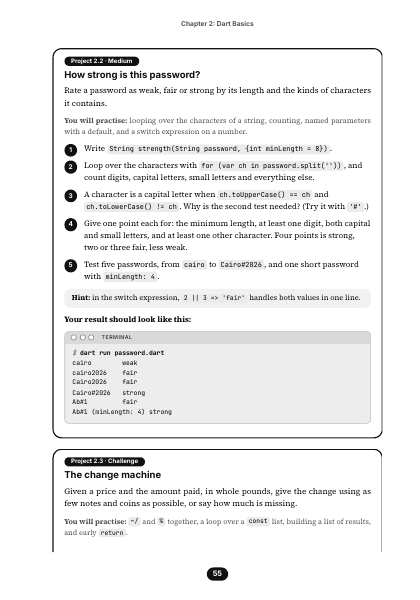 Chapter 2: Dart Basics
Project 2.2 · Medium
How strong is this password?
Rate a password as weak, fair or strong by its length and the kinds of characters
it contains.
You will practise: looping over the characters of a string, counting, named parameters
with a default, and a switch expression on a number.
1 Write String strength(String password, {int minLength = 8}).
2 Loop over the characters with for (var ch in password.split('')), and
count digits, capital letters, small letters and everything else.
3 A character is a capital letter when ch.toUpperCase() == ch and
ch.toLowerCase() != ch. Why is the second test needed? (Try it with '#'.)
4 Give one point each for: the minimum length, at least one digit, both capital
and small letters, and at least one other character. Four points is strong,
two or three fair, less weak.
5 Test five passwords, from cairo to Cairo#2026, and one short password
with minLength: 4.
Hint: in the switch expression, 2 || 3 => 'fair' handles both values in one line.
Your result should look like this:
TERMINAL
$ dart run password.dart
cairo weak
cairo2026 fair
Cairo2026 fair
Cairo#2026 strong
Ab#1 fair
Ab#1 (minLength: 4) strong
Project 2.3 · Challenge
The change machine
Given a price and the amount paid, in whole pounds, give the change using as
few notes and coins as possible, or say how much is missing.
You will practise: ~/ and % together, a loop over a const list, building a list of results,
and early return.
55